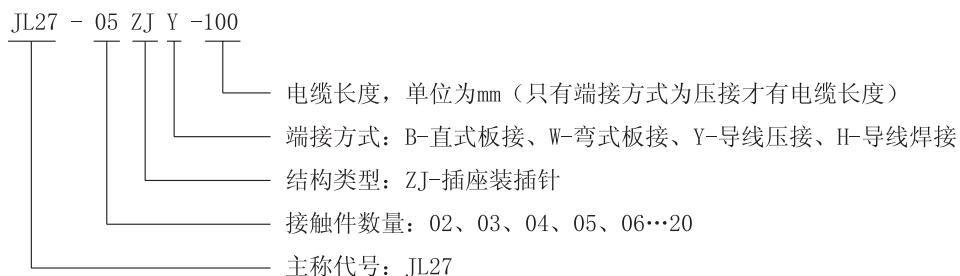 JL27 - 05 ZJ Y -100
电缆长度，单位为mm（只有端接方式为压接才有电缆长度）
端接方式：B-直式板接、W-弯式板接、Y-导线压接、H-导线焊接
结构类型：ZJ-插座装插针
接触件数量：02、03、04、05、06…20
主称代号：JL27